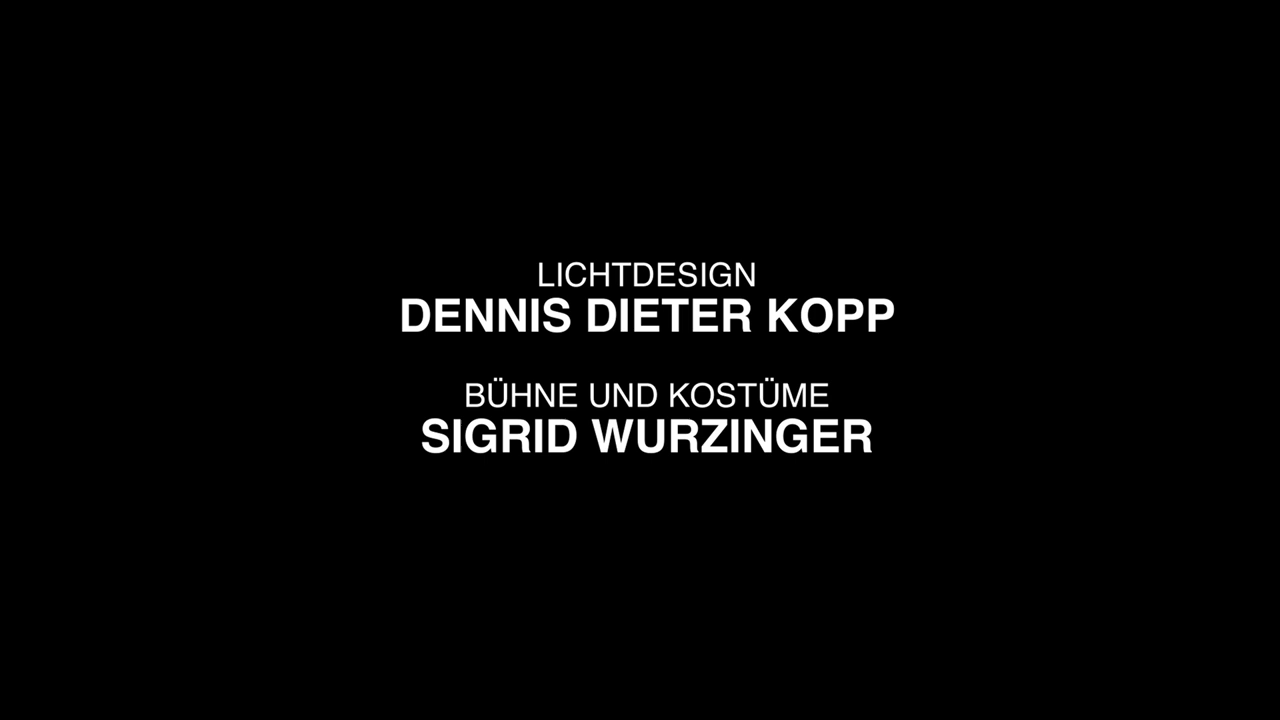 LICHTDESIGN
DENNIS DIETER KOPP
BÜHNE UND KOSTÜME
SIGRID WURZINGER